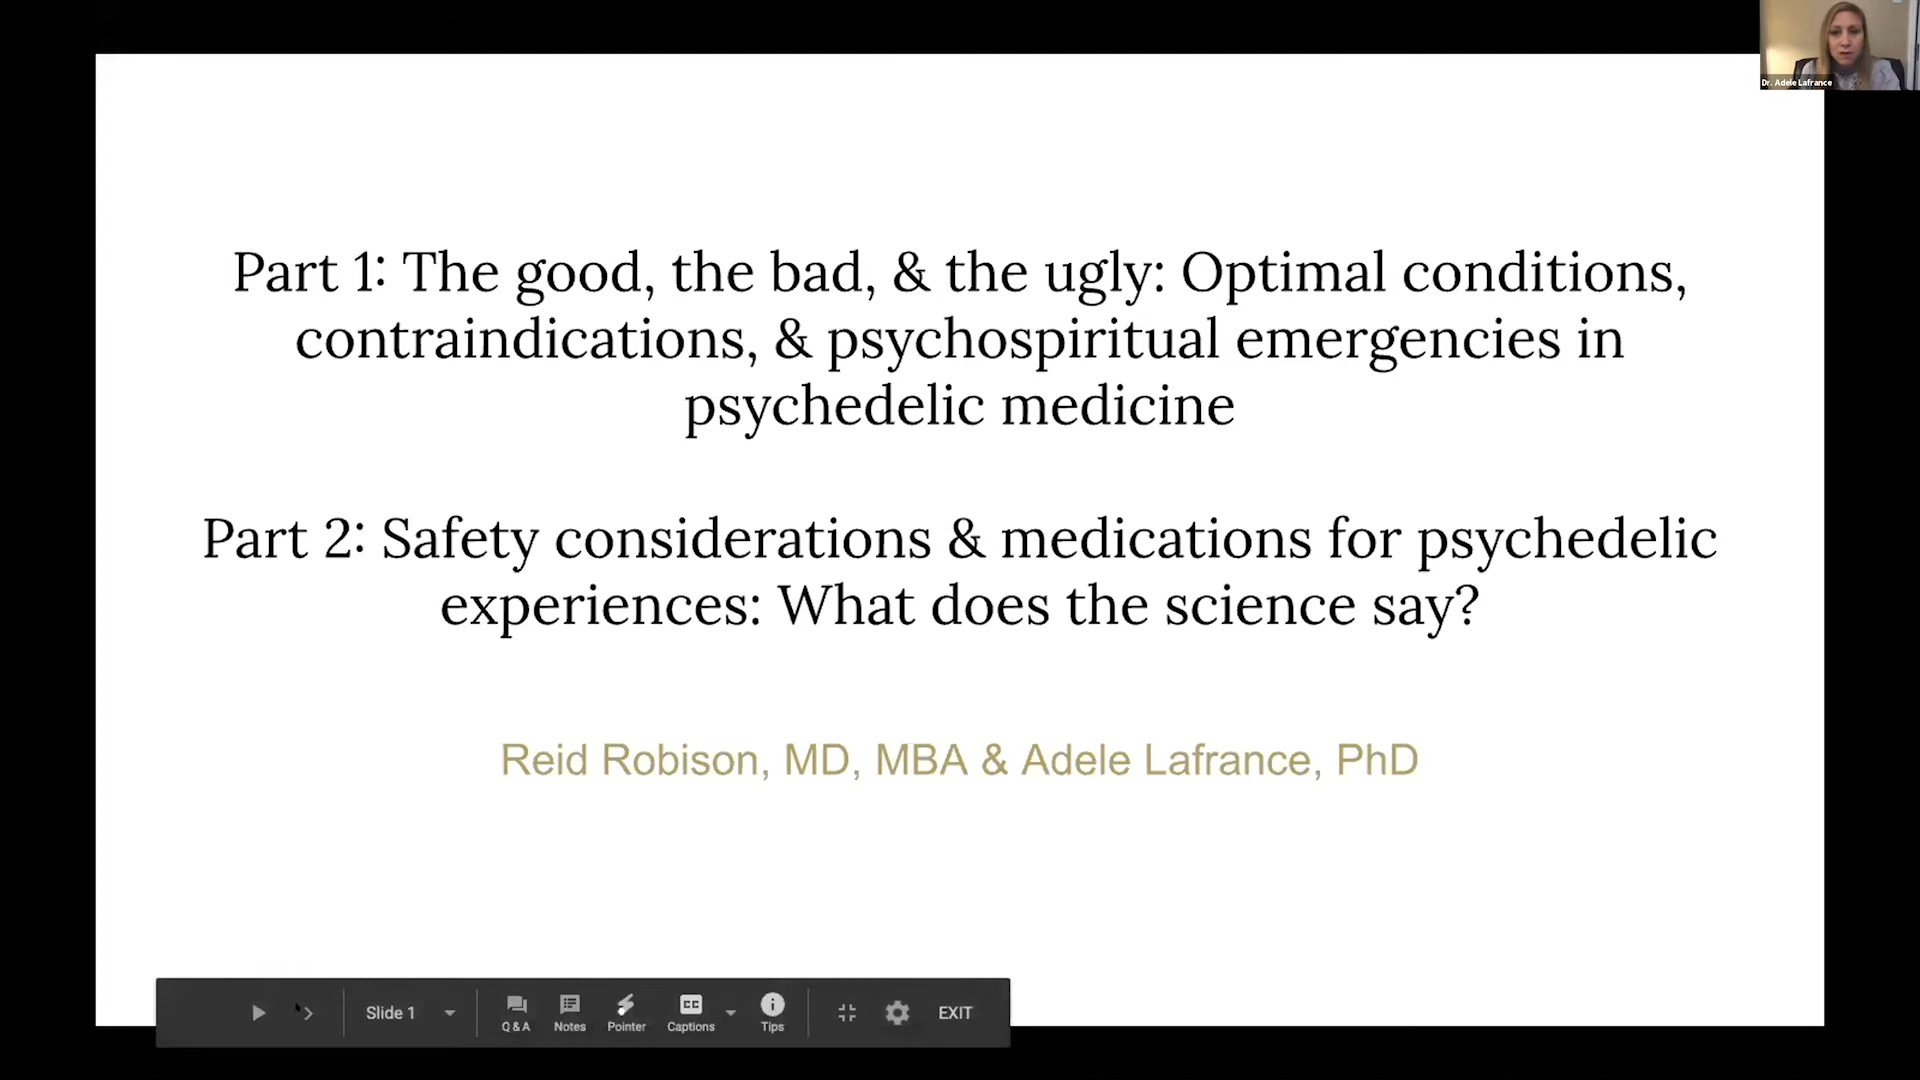 Dr. Adele Lafrance
Part 1: The good, the bad, & the ugly: Optimal conditions,
contraindications, & psychospiritual emergencies in
psychedelic medicine
Part 2: Safety considerations & medications for psychedelic
experiences: What does the science say?
Reid Robison, MD, MBA & Adele Lafrance, PhD
Slide 1
Q & A
Notes
Pointer
CC
Captions
Tips
EXIT